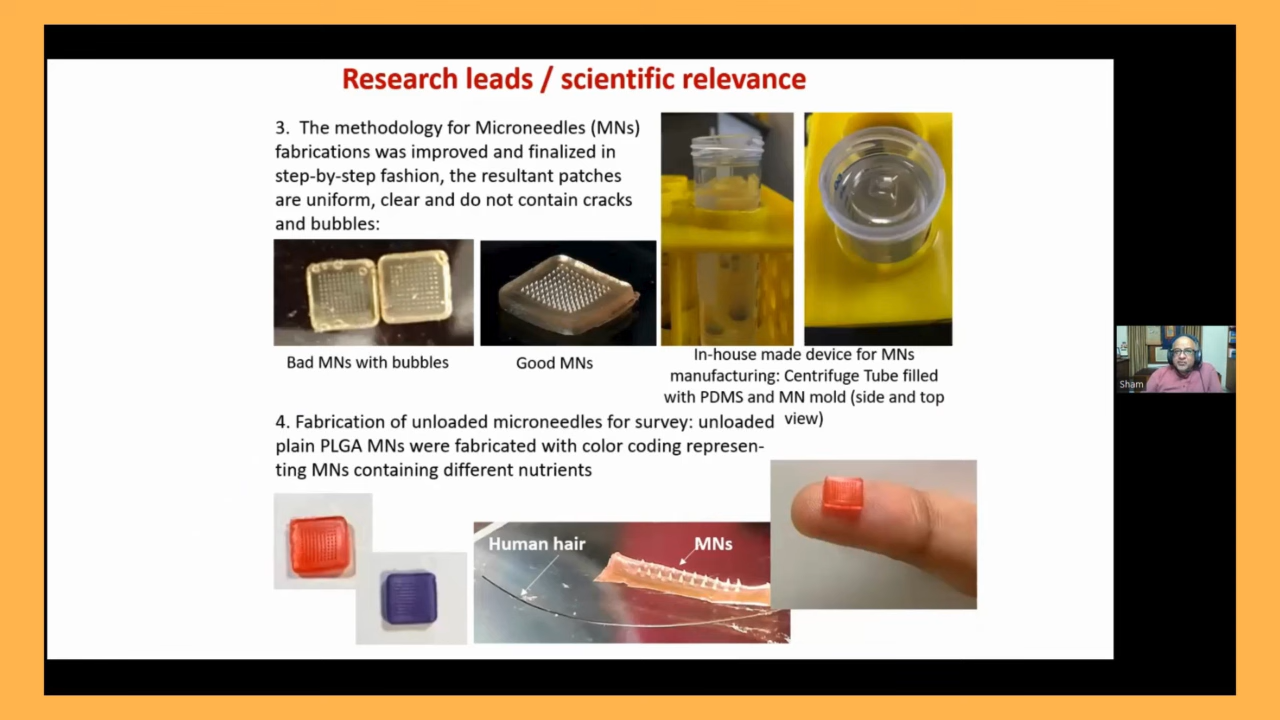 Research leads / scientific relevance
3. The methodology for Microneedles (MNs)
fabrications was improved and finalized in
step-by-step fashion, the resultant patches
are uniform, clear and do not contain cracks
and bubbles:
Bad MNs with bubbles
Good MNs
In-house made device for MNs
manufacturing: Centrifuge Tube filled
with PDMS and MN mold (side and top
view)
4. Fabrication of unloaded microneedles for survey: unloaded
plain PLGA MNs were fabricated with color coding represen-
ting MNs containing different nutrients
Human hair
MNs
Sham